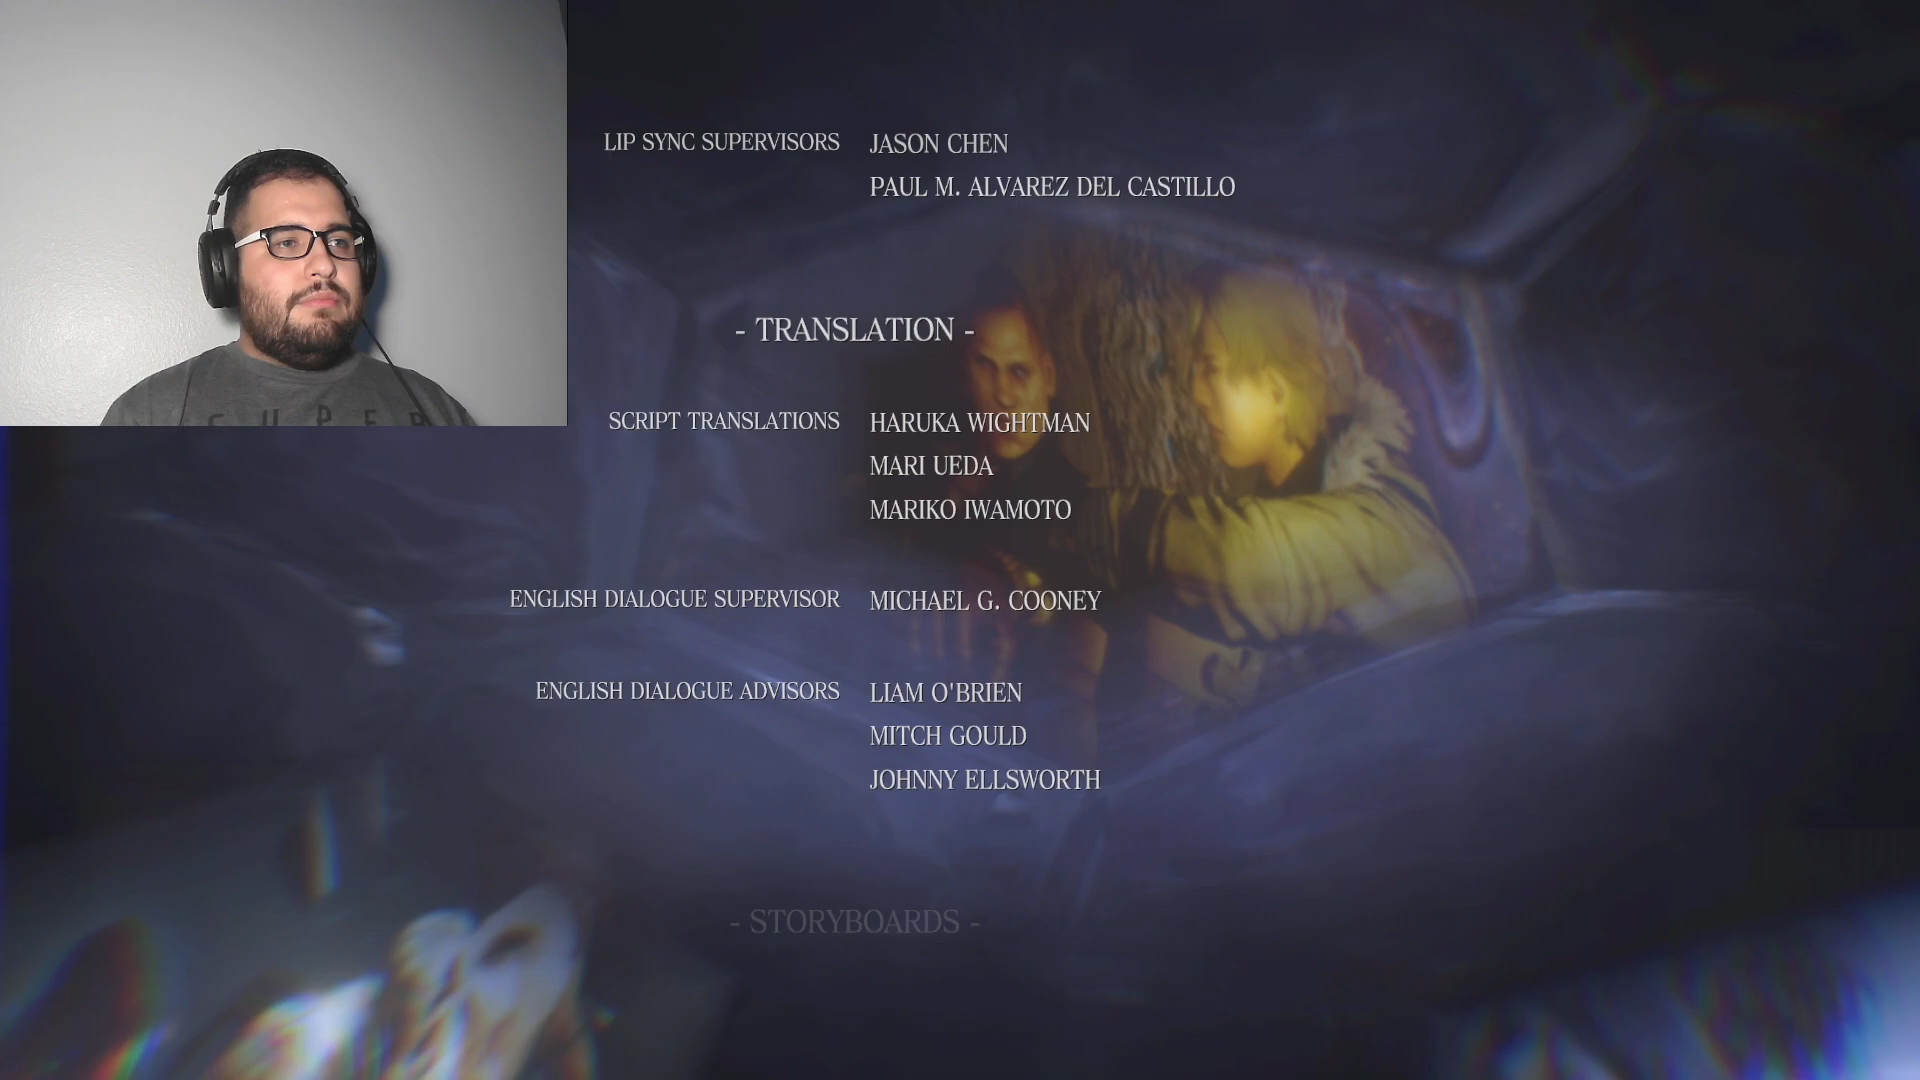 LIP SYNC SUPERVISORS JASON CHEN
PAUL M. ALVAREZ DEL CASTILLO
- TRANSLATION -
SCRIPT TRANSLATIONS HARUKA WIGHTMAN
MARI UEDA
MARIKO IWAMOTO
ENGLISH DIALOGUE SUPERVISOR MICHAEL G. COONEY
ENGLISH DIALOGUE ADVISORS LIAM O'BRIEN
MITCH GOULD
JOHNNY ELLSWORTH
- STORYBOARDS -